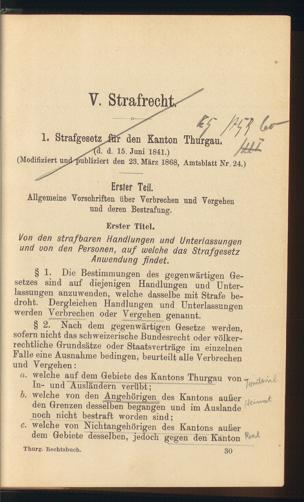 V. Strafrecht.
1. Strafgesetz für den Kanton Thurgau.
(d. d. 15. Juni 1841.)
(Modifiziert und publiziert den 23. März 1868, Amtsblatt Nr. 24.)
Erster Teil.
Allgemeine Vorschriften über Verbrechen und Vergehen
und deren Bestrafung.
Erster Titel.
Von den strafbaren Handlungen und Unterlassungen
und von den Personen, auf welche das Strafgesetz
Anwendung findet.
§ 1. Die Bestimmungen des gegenwärtigen Ge-
setzes sind auf diejenigen Handlungen und Unter-
lassungen anzuwenden, welche dasselbe mit Strafe be-
droht. Dergleichen Handlungen und Unterlassungen
werden Verbrechen oder Vergehen genannt.
§ 2. Nach dem gegenwärtigen Gesetze werden,
sofern nicht das schweizerische Bundesrecht oder völker-
rechtliche Grundsätze oder Staatsverträge im einzelnen
Falle eine Ausnahme bedingen, beurteilt alle Verbrechen
und Vergehen:
a. welche auf dem Gebiete des Kantons Thurgau von
In- und Ausländern verübt;
b. welche von den Angehörigen des Kantons außer
den Grenzen desselben begangen und im Auslande
noch nicht bestraft worden sind; Heimat
c. welche von Nichtangehörigen des Kantons außer
dem Gebiete desselben, jedoch gegen den Kanton
Thurg. Rechtsbuch. 30